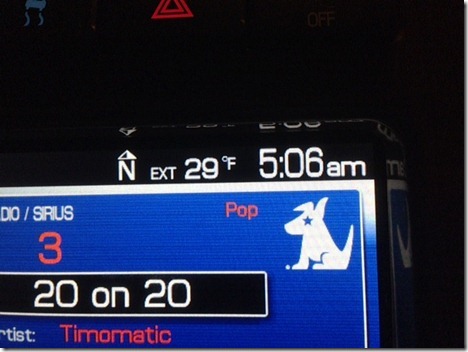 OFF
N EXT 29°F 5:06am
DIO / SIRIUS Pop
3
20 on 20
rtist: Timomatic